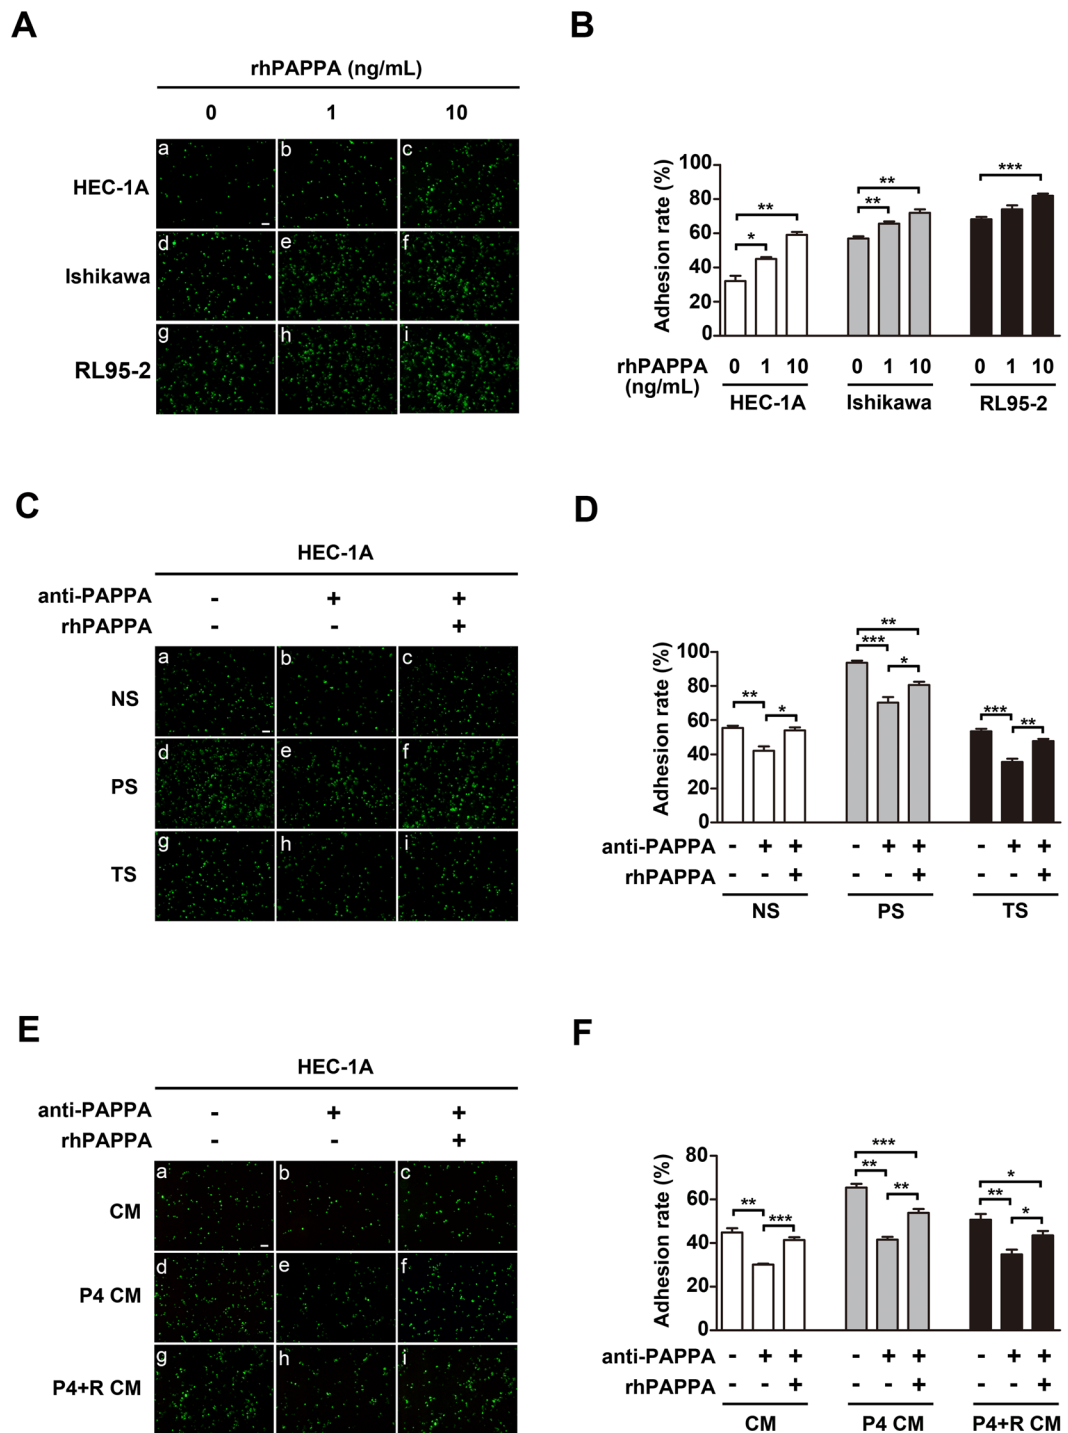 A
rhPAPPA (ng/mL)
0 1 10
HEC-1A
a b c
Ishikawa
d e f
RL95-2
g h i
B
Adhesion rate (%)
100
80
60
40
20
0
* ** ** ** ***
rhPAPPA (ng/mL)
0 1 10 0 1 10 0 1 10
HEC-1A Ishikawa RL95-2
C
HEC-1A
anti-PAPPA - + +
rhPAPPA - - +
NS
a b c
PS
d e f
TS
g h i
D
Adhesion rate (%)
100
80
60
40
20
0
** * *** ** * *** **
anti-PAPPA - + + - + + - + +
rhPAPPA - - + - - + - - +
NS PS TS
E
HEC-1A
anti-PAPPA - + +
rhPAPPA - - +
CM
a b c
P4 CM
d e f
P4+R CM
g h i
F
Adhesion rate (%)
80
60
40
20
0
** *** ** *** ** ** * *
anti-PAPPA - + + - + + - + +
rhPAPPA - - + - - + - - +
CM P4 CM P4+R CM